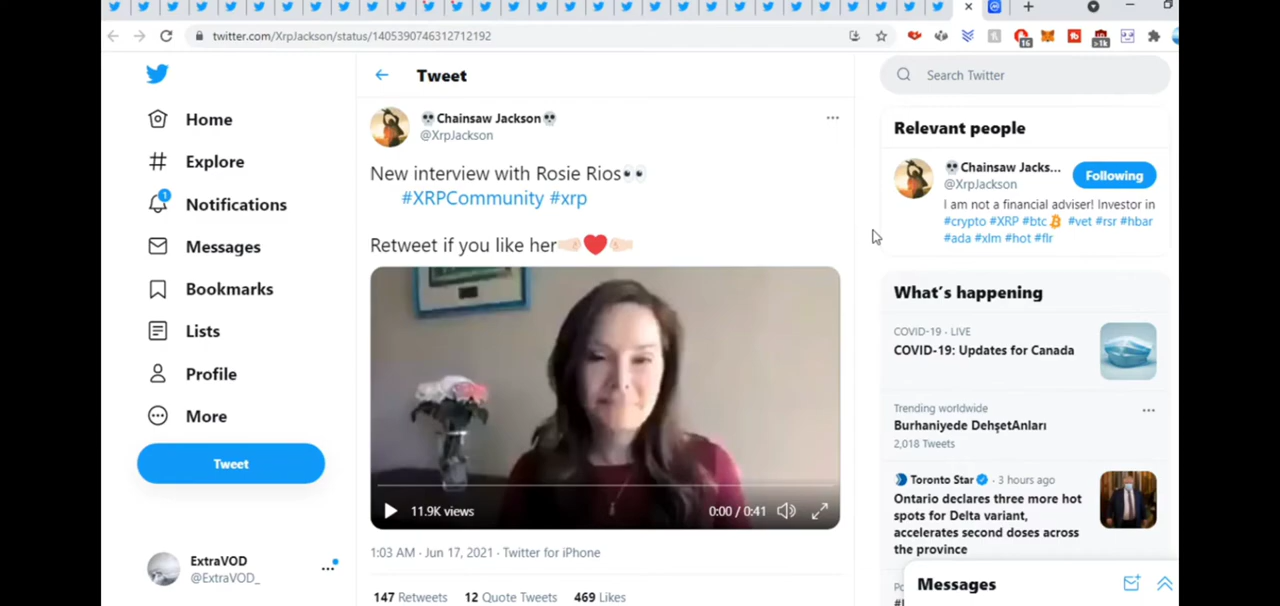 twitter.com/XrpJackson/status/1405390746312712192
16
>1k
Home
Explore
1
Notifications
Messages
Bookmarks
Lists
Profile
More
Tweet
ExtraVOD
@ExtraVOD_
Tweet
💀Chainsaw Jackson💀
@XrpJackson
New interview with Rosie Rios👀
#XRPCommunity #xrp
Retweet if you like her🤛🏻❤️🤜🏻
11.9K views
0:00 / 0:41
1:03 AM · Jun 17, 2021 · Twitter for iPhone
147 Retweets 12 Quote Tweets 469 Likes
Search Twitter
Relevant people
💀Chainsaw Jacks...
@XrpJackson
Following
I am not a financial adviser! Investor in
#crypto #XRP #btc #vet #rsr #hbar
#ada #xlm #hot #flr
What's happening
COVID-19 · LIVE
COVID-19: Updates for Canada
Trending worldwide
Burhaniyede DehşetAnları
2,018 Tweets
Toronto Star · 3 hours ago
Ontario declares three more hot
spots for Delta variant,
accelerates second doses across
the province
Messages